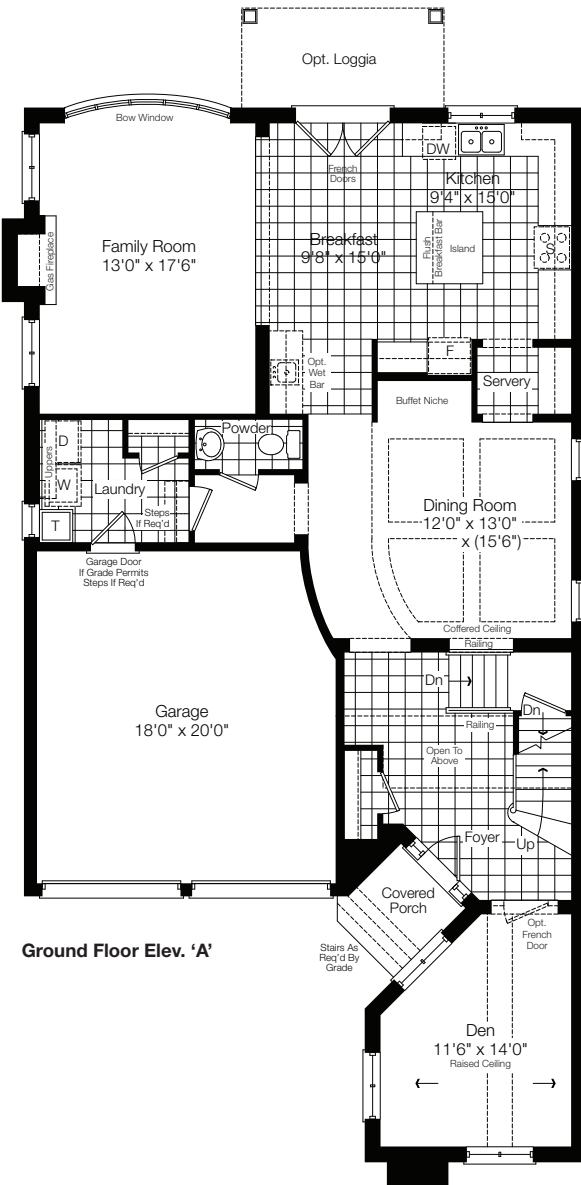 Opt. Loggia
Bow Window
French
Doors
DW
Kitchen
9'4" x 15'0"
Family Room
13'0" x 17'6"
Gas Fireplace
Breakfast
9'8" x 15'0"
Flush
Breakfast Bar
Island
S
Opt.
Wet
Bar
F
Servery
Buffet Niche
Powder
D
Uppers
W
Laundry
T
Steps
If Req'd
Dining Room
12'0" x 13'0"
x (15'6")
Garage Door
If Grade Permits
Steps If Req'd
Coffered Ceiling
Railing
Dn
Dn
Railing
Garage
18'0" x 20'0"
Open To
Above
Foyer
Up
Covered
Porch
Opt.
French
Door
Ground Floor Elev. ‘A’
Stairs As
Req'd By
Grade
Den
11'6" x 14'0"
Raised Ceiling